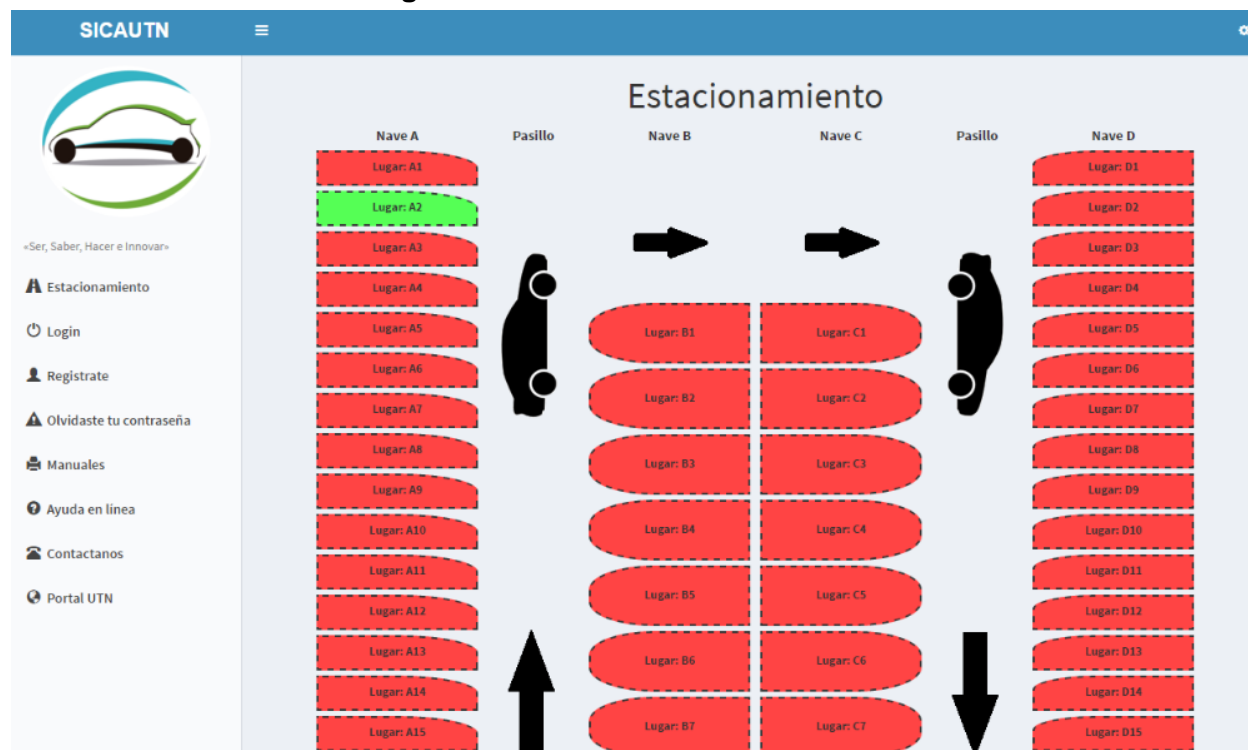 SICAUTN
Estacionamiento
Nave A Pasillo Nave B Nave C Pasillo Nave D
«Ser, Saber, Hacer e Innovar»
Estacionamiento
Login
Registrate
Olvidaste tu contraseña
Manuales
Ayuda en línea
Contactanos
Portal UTN
Lugar: A1
Lugar: A2
Lugar: A3
Lugar: A4
Lugar: A5
Lugar: A6
Lugar: A7
Lugar: A8
Lugar: A9
Lugar: A10
Lugar: A11
Lugar: A12
Lugar: A13
Lugar: A14
Lugar: A15
Lugar: B1
Lugar: B2
Lugar: B3
Lugar: B4
Lugar: B5
Lugar: B6
Lugar: B7
Lugar: C1
Lugar: C2
Lugar: C3
Lugar: C4
Lugar: C5
Lugar: C6
Lugar: C7
Lugar: D1
Lugar: D2
Lugar: D3
Lugar: D4
Lugar: D5
Lugar: D6
Lugar: D7
Lugar: D8
Lugar: D9
Lugar: D10
Lugar: D11
Lugar: D12
Lugar: D13
Lugar: D14
Lugar: D15